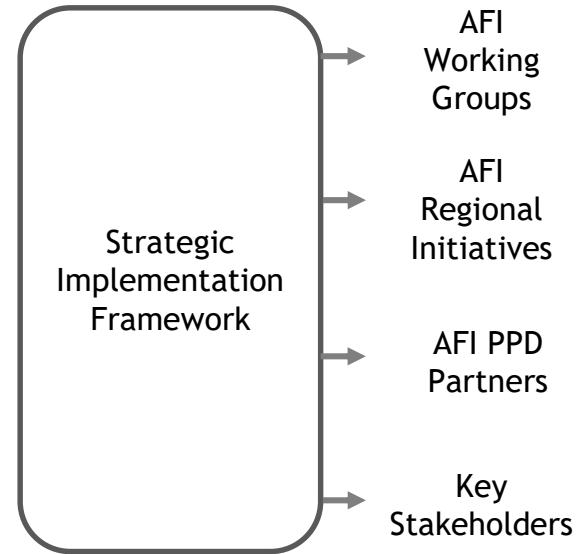 Strategic
Implementation
Framework
AFI
Working
Groups
AFI
Regional
Initiatives
AFI PPD
Partners
Key
Stakeholders